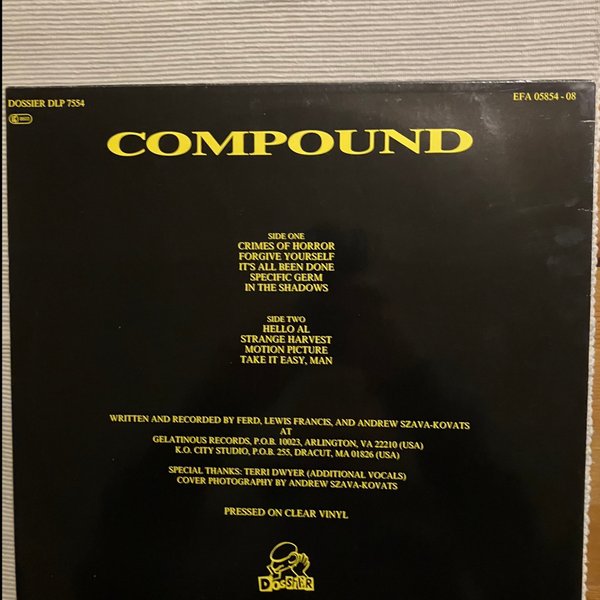 DOSSIER DLP 7554
EFA 05854 - 08
COMPOUND
SIDE ONE
CRIMES OF HORROR
FORGIVE YOURSELF
IT'S ALL BEEN DONE
SPECIFIC GERM
IN THE SHADOWS
SIDE TWO
HELLO AL
STRANGE HARVEST
MOTION PICTURE
TAKE IT EASY, MAN
WRITTEN AND RECORDED BY FERD, LEWIS FRANCIS, AND ANDREW SZAVA-KOVATS
AT
GELATINOUS RECORDS, P.O.B. 10023, ARLINGTON, VA 22210 (USA)
K.O. CITY STUDIO, P.O.B. 255, DRACUT, MA 01826 (USA)
SPECIAL THANKS: TERRI DWYER (ADDITIONAL VOCALS)
COVER PHOTOGRAPHY BY ANDREW SZAVA-KOVATS
PRESSED ON CLEAR VINYL
DOSSIER